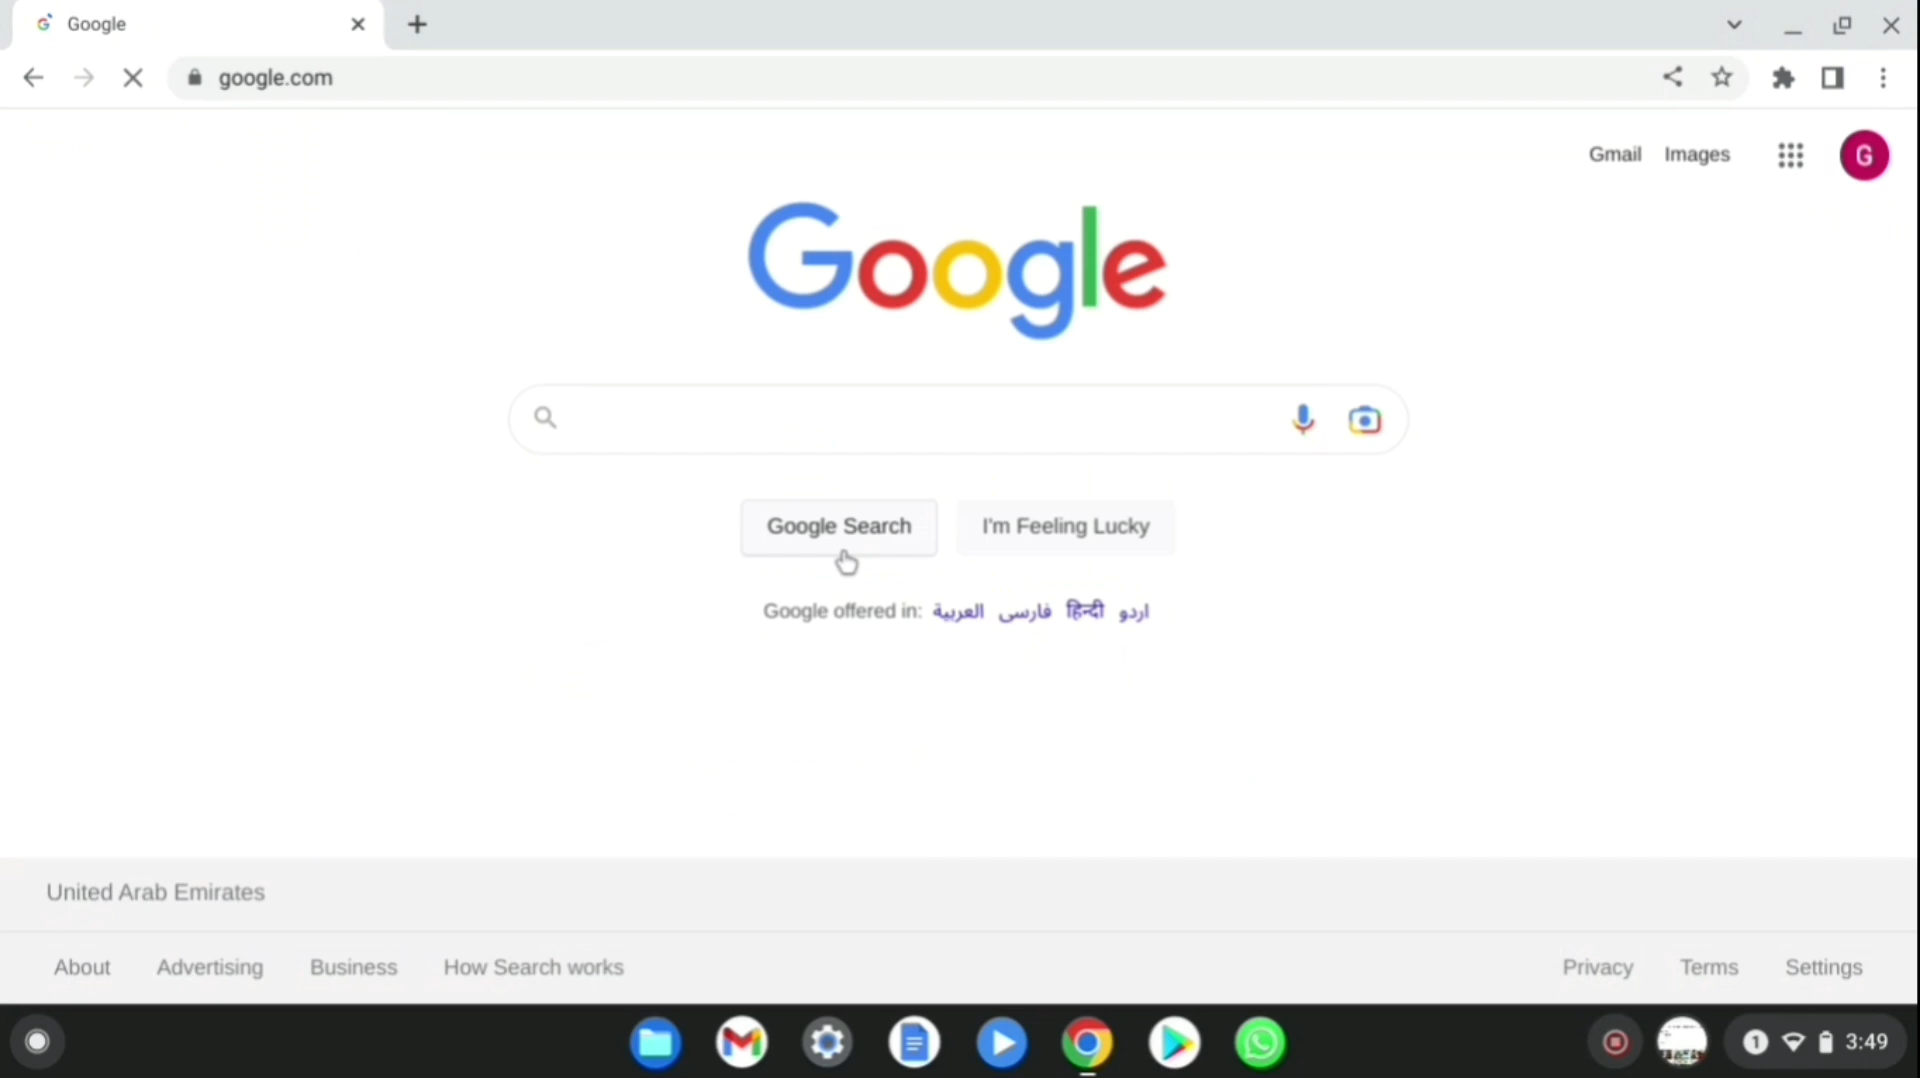 Google
google.com
Gmail Images
G
Google
Google Search I'm Feeling Lucky
Google offered in: العربية فارسی हिन्दी اردو
United Arab Emirates
About Advertising Business How Search works Privacy Terms Settings
1 3:49